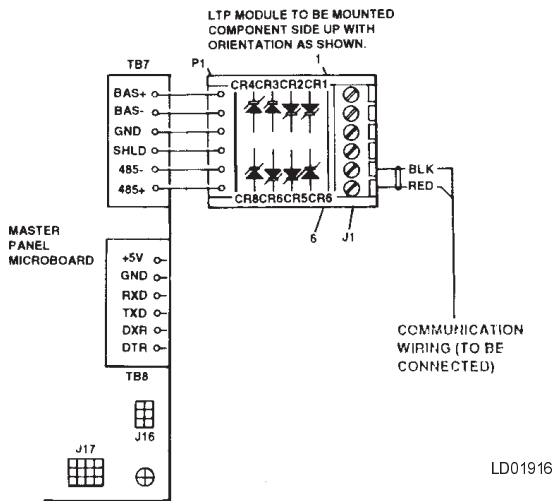 LTP MODULE TO BE MOUNTED
COMPONENT SIDE UP WITH
ORIENTATION AS SHOWN.
TB7
P1
1
BAS+
BAS-
GND
SHLD
485-
485+
CR4CR3CR2CR1
CR8CR6CR5CR6
BLK
RED
6
J1
MASTER
PANEL
MICROBOARD
+5V
GND
RXD
TXD
DXR
DTR
TB8
COMMUNICATION
WIRING (TO BE
CONNECTED)
J16
J17
LD01916